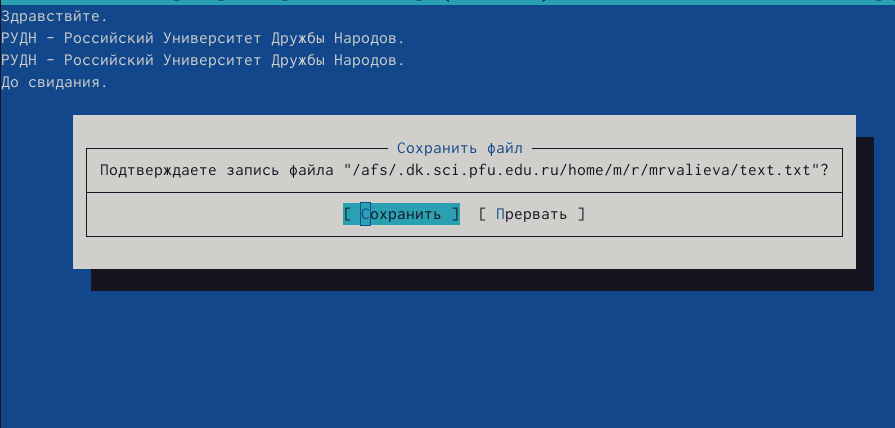 Здравствйте.
РУДН – Российский Университет Дружбы Народов.
РУДН – Российский Университет Дружбы Народов.
До свидания.
Сохранить файл
Подтверждаете запись файла "/afs/.dk.sci.pfu.edu.ru/home/m/r/mrvalieva/text.txt"?
[ Сохранить ] [ Прервать ]